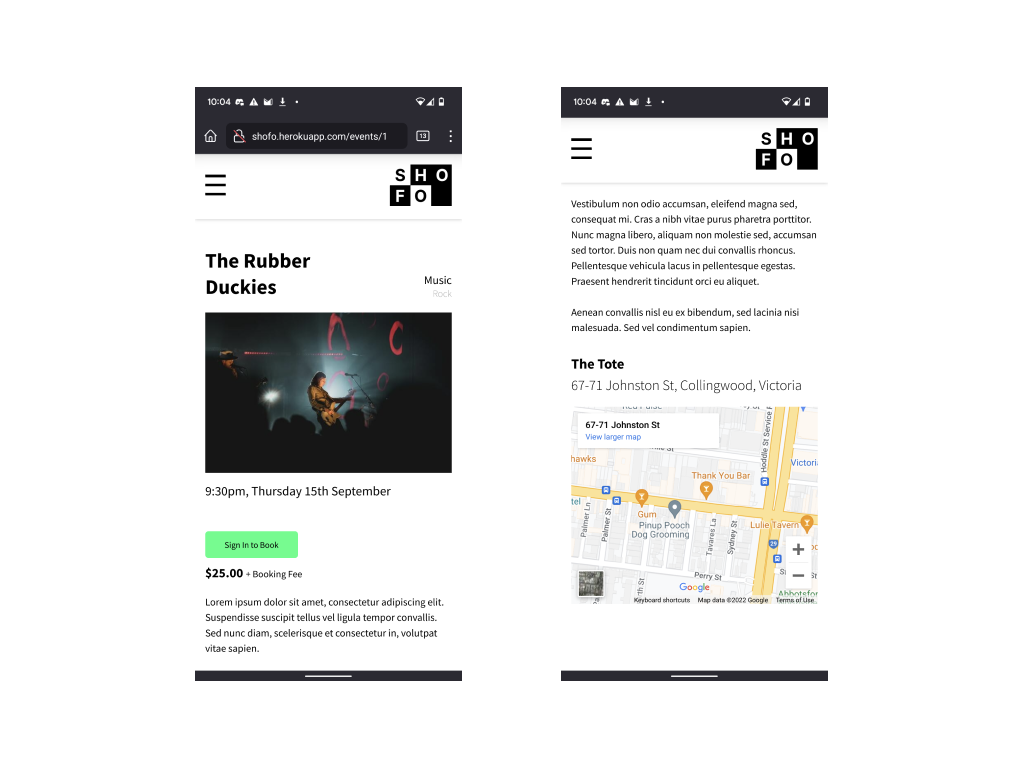 10:04
shofo.herokuapp.com/events/1
13
SHO
FO
The Rubber
Duckies
Music
Rock
9:30pm, Thursday 15th September
Sign In to Book
$25.00 + Booking Fee
Lorem ipsum dolor sit amet, consectetur adipiscing elit.
Suspendisse suscipit tellus vel ligula tempor convallis.
Sed nunc diam, scelerisque et consectetur in, volutpat
vitae sapien.
10:04
SHO
FO
Vestibulum non odio accumsan, eleifend magna sed,
consequat mi. Cras a nibh vitae purus pharetra porttitor.
Nunc magna libero, aliquam non molestie sed, accumsan
sed tortor. Duis non quam nec dui convallis rhoncus.
Pellentesque vehicula lacus in pellentesque egestas.
Praesent hendrerit tincidunt orci eu aliquet.
Aenean convallis nisl eu ex bibendum, sed lacinia nisi
malesuada. Sed vel condimentum sapien.
The Tote
67-71 Johnston St, Collingwood, Victoria
67-71 Johnston St
View larger map
Hoddle St Service R
hawks
Victoria
Thank You Bar
tel
Gum
Palmer Ln
Palmer St
Pinup Pooch
Dog Grooming
Tavares La
Sydney St
Lulie Tavern
29
+
−
Perry St
Google
Abbotsfor
Keyboard shortcuts
Map data ©2022 Google
Terms of Use